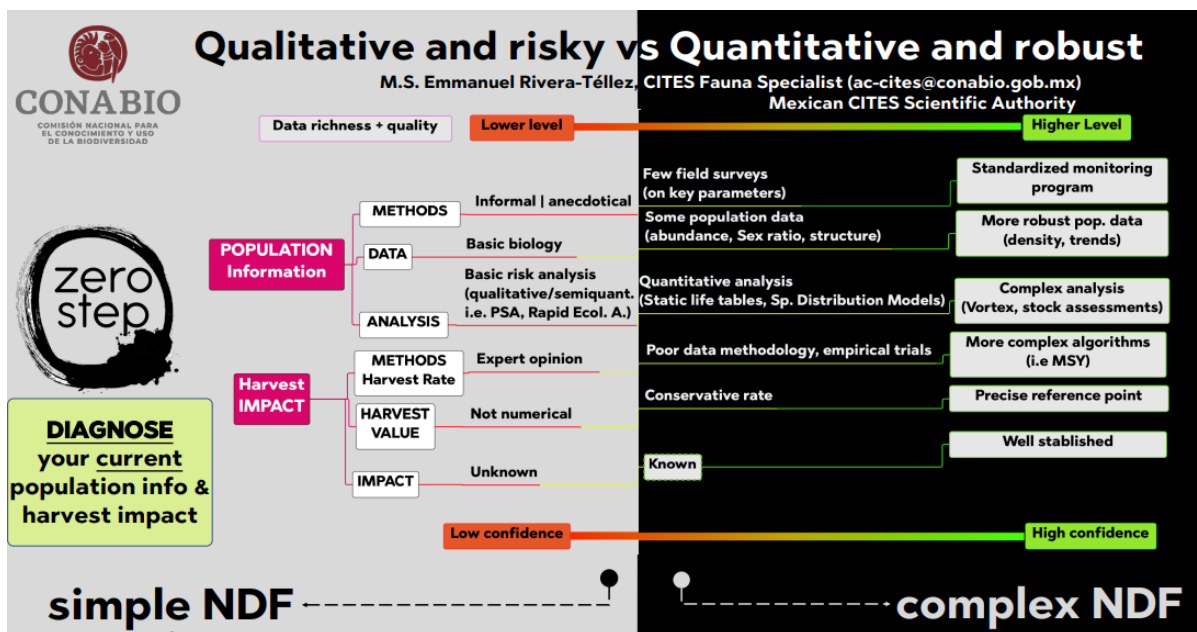 Qualitative and risky vs Quantitative and robust
M.S. Emmanuel Rivera-Téllez, CITES Fauna Specialist (ac-cites@conabio.gob.mx)
Mexican CITES Scientific Authority
CONABIO
COMISIÓN NACIONAL PARA
EL CONOCIMIENTO Y USO
DE LA BIODIVERSIDAD
Data richness + quality
Lower level
Higher Level
zero
step
DIAGNOSE
your current
population info &
harvest impact
POPULATION
Information
METHODS
Informal | anecdotical
Few field surveys
(on key parameters)
Standardized monitoring
program
DATA
Basic biology
Some population data
(abundance, Sex ratio, structure)
More robust pop. data
(density, trends)
ANALYSIS
Basic risk analysis
(qualitative/semiquant.
i.e. PSA, Rapid Ecol. A.)
Quantitative analysis
(Static life tables, Sp. Distribution Models)
Complex analysis
(Vortex, stock assessments)
Harvest
IMPACT
METHODS
Harvest Rate
Expert opinion
Poor data methodology, empirical trials
More complex algorithms
(i.e MSY)
HARVEST
VALUE
Not numerical
Conservative rate
Precise reference point
IMPACT
Unknown
Known
Well stablished
Low confidence
High confidence
simple NDF
complex NDF